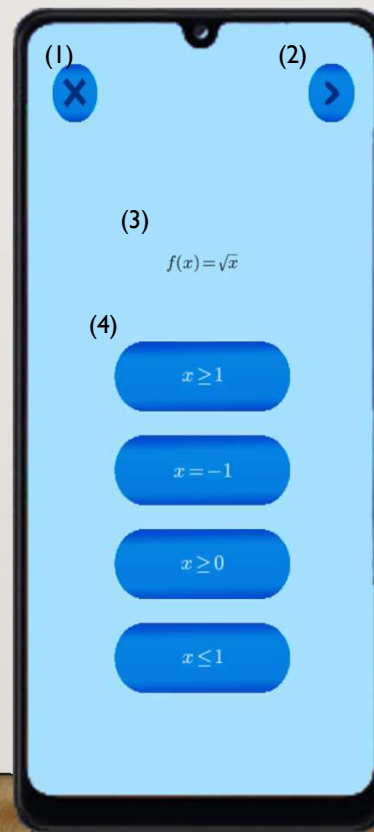 (1)
(2)
(3)
f(x)=√x
(4)
x≥1
x=−1
x≥0
x≤1